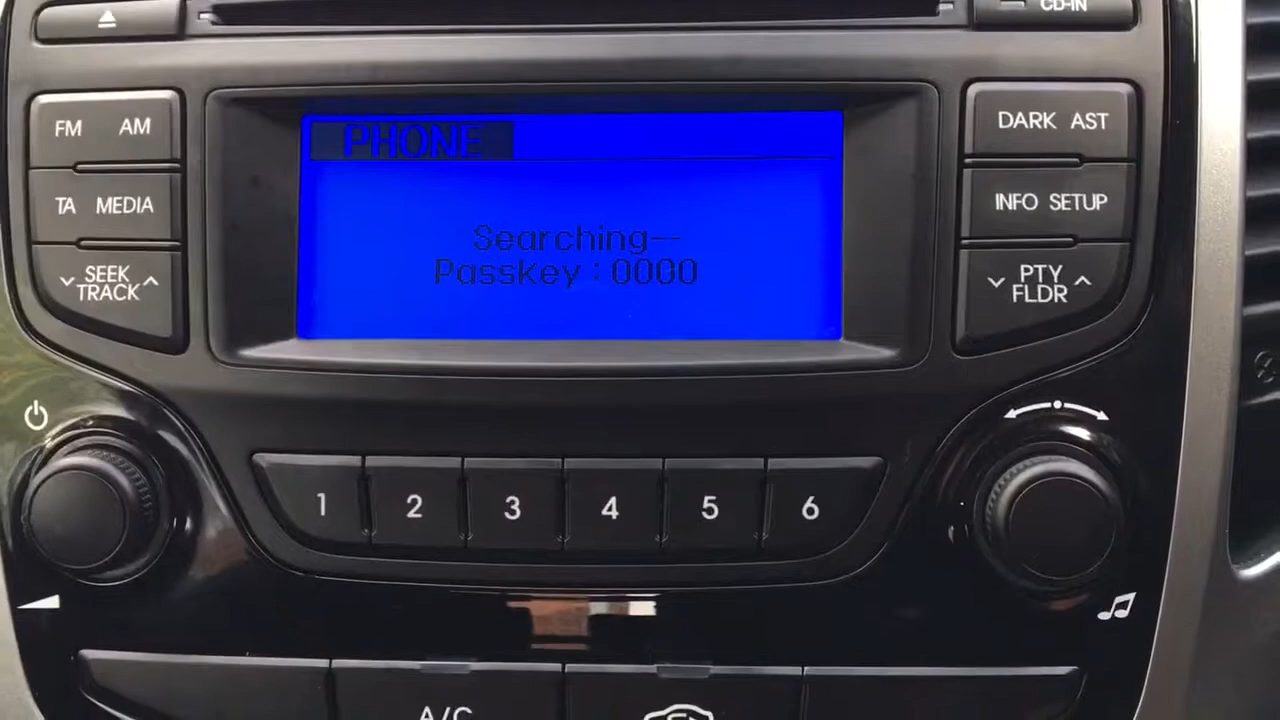 CD-IN
FM AM
DARK AST
PHONE
TA MEDIA
INFO SETUP
Searching--
Passkey : 0000
SEEK
TRACK
PTY
FLDR
1 2 3 4 5 6
A/C